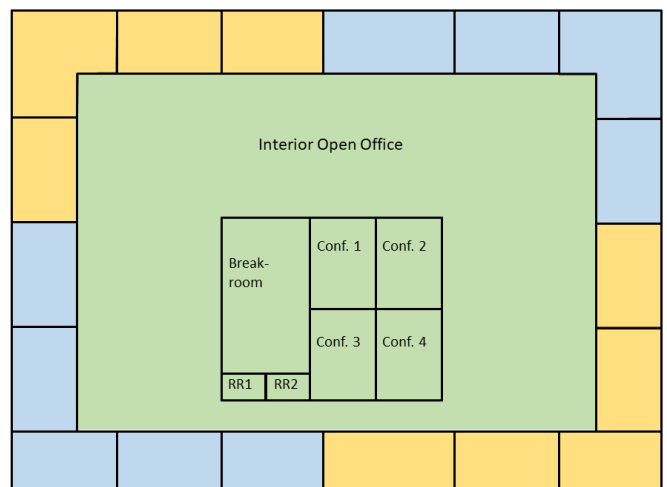 Interior Open Office
Conf. 1
Conf. 2
Break-
room
Conf. 3
Conf. 4
RR1
RR2